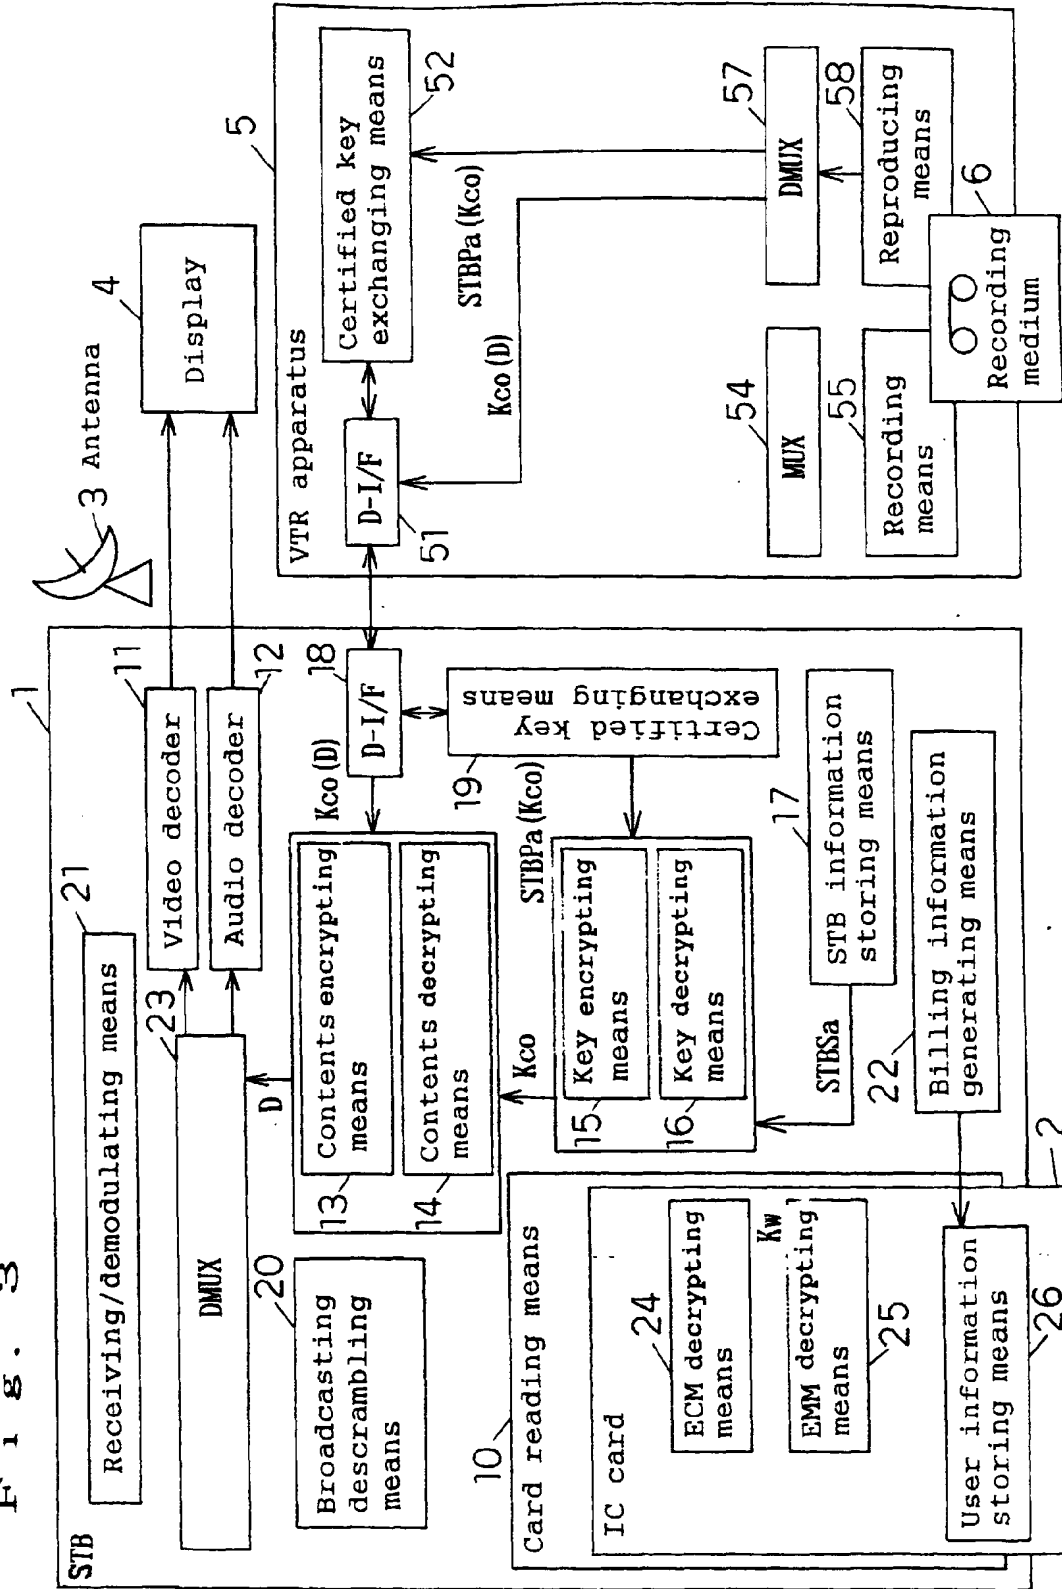 Fig. 3
STB
1
Receiving/demodulating means
21
DMUX
23
Video decoder
11
Audio decoder
12
3 Antenna
4
Display
Broadcasting
descrambling
means
20
D
Contents encrypting
means
13
Contents decrypting
means
14
Kco(D)
D-I/F
18
Certified key
exchanging means
19
STBPa(Kco)
Kco
Key encrypting
means
15
Key decrypting
means
16
STBSa
STB information
storing means
17
22
Billing information
generating means
10
Card reading means
IC card
2
24
ECM decrypting
means
Kw
EMM decrypting
means
25
User information
storing means
26
VTR apparatus
5
D-I/F
51
Certified key
exchanging means
52
Kco(D)
STBPa(Kco)
54
MUX
DMUX
57
55
Recording
means
58
Reproducing
means
6
Recording
medium